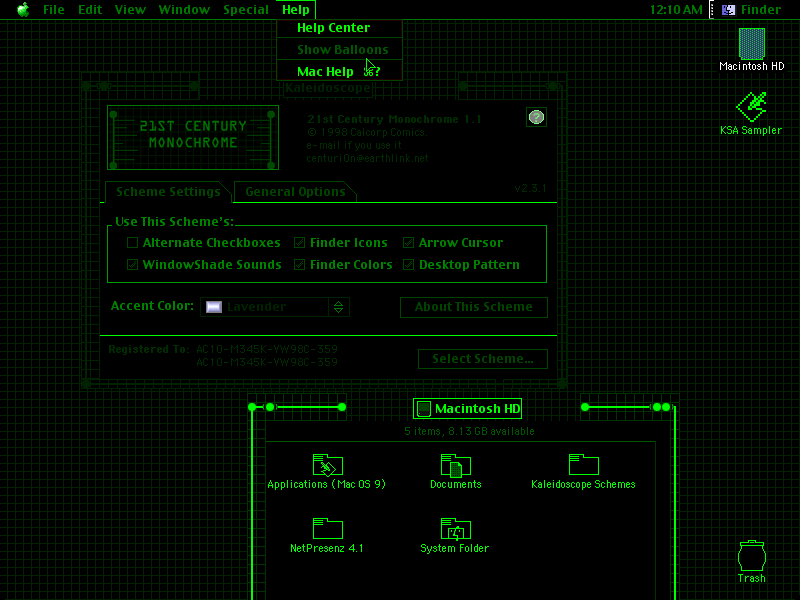 File Edit View Window Special Help 12:10 AM Finder
Help Center
Show Balloons
Mac Help ⌘?
Macintosh HD
KSA Sampler
Kaleidoscope
21ST CENTURY
MONOCHROME
21st Century Monochrome 1.1
© 1998 Calcorp Comics.
e-mail if you use it
centuri0n@earthlink.net
Scheme Settings General Options v2.3.1
Use This Scheme's:
Alternate Checkboxes Finder Icons Arrow Cursor
WindowShade Sounds Finder Colors Desktop Pattern
Accent Color: Lavender About This Scheme
Registered To: AC10-M345K-YW98C-359
AC10-M345K-YW98C-359
Select Scheme...
Macintosh HD
5 items, 8.13 GB available
Applications (Mac OS 9) Documents Kaleidoscope Schemes
NetPresenz 4.1 System Folder
Trash